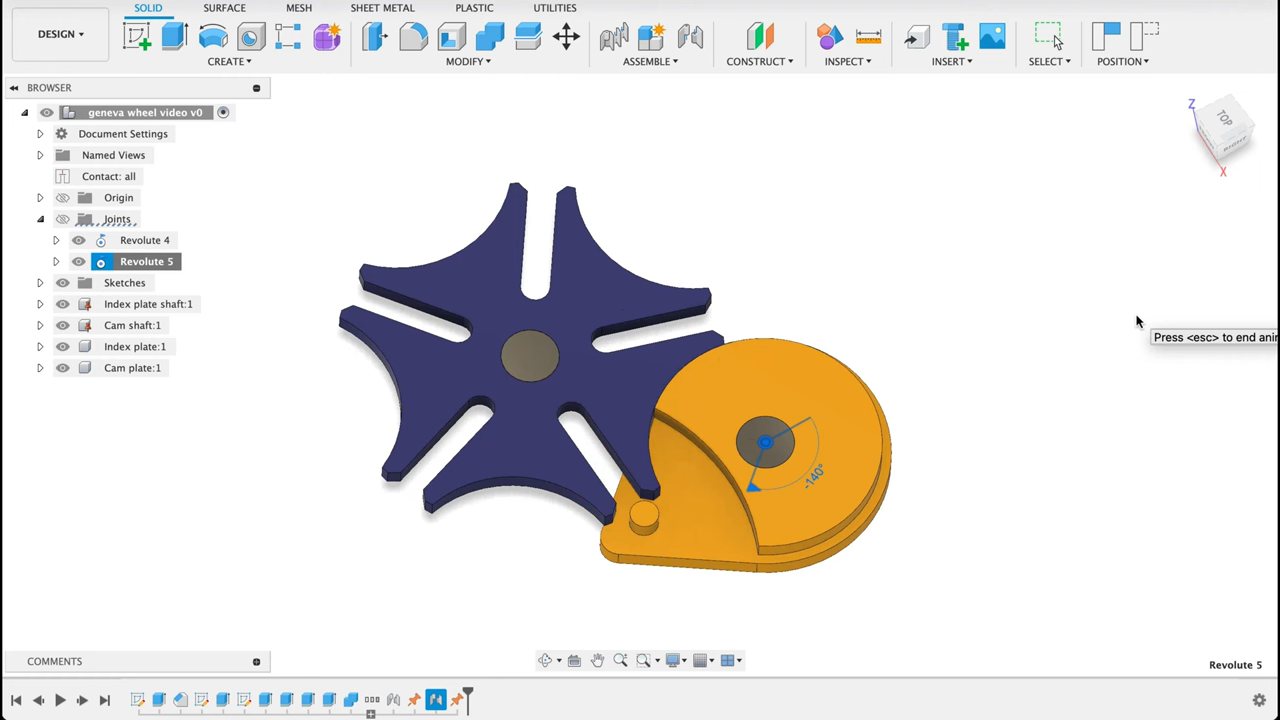 SOLID SURFACE MESH SHEET METAL PLASTIC UTILITIES
DESIGN
CREATE MODIFY ASSEMBLE CONSTRUCT INSPECT INSERT SELECT POSITION
BROWSER
geneva wheel video v0
Document Settings
Named Views
Contact: all
Origin
Joints
Revolute 4
Revolute 5
Sketches
Index plate shaft:1
Cam shaft:1
Index plate:1
Cam plate:1
Z
TOP
RIGHT
X
Press <esc> to end ani
-140°
COMMENTS
Revolute 5